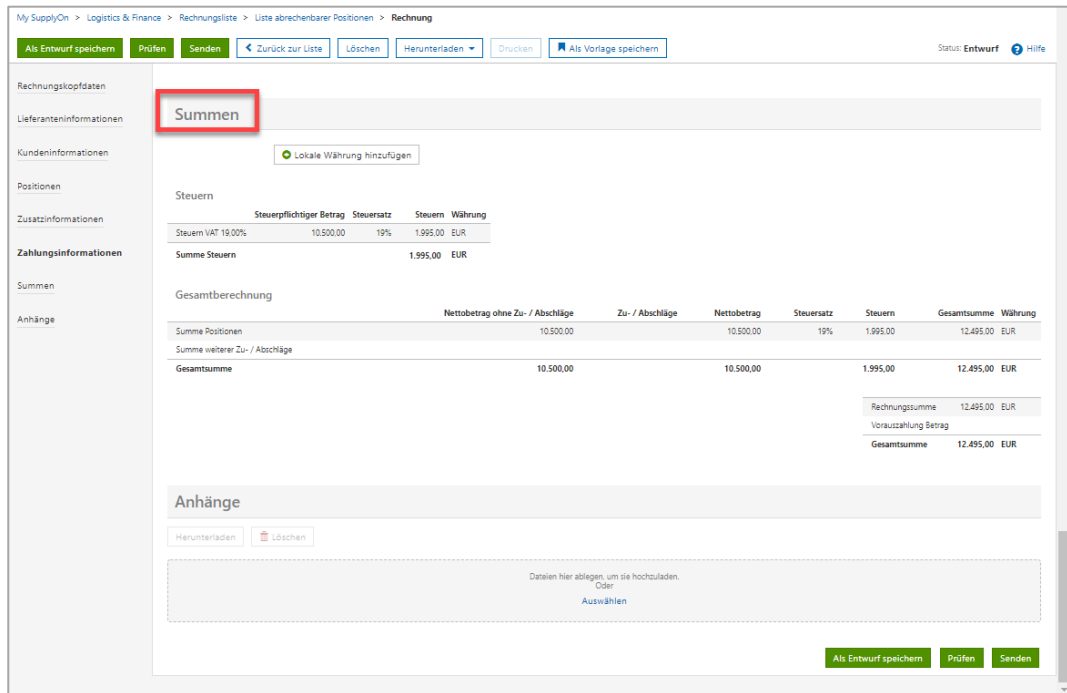 My SupplyOn > Logistics & Finance > Rechnungsliste > Liste abrechenbarer Positionen > Rechnung
Als Entwurf speichern Prüfen Senden Zurück zur Liste Löschen Herunterladen Drucken Als Vorlage speichern Status: Entwurf Hilfe
Rechnungskopfdaten
Lieferanteninformationen
Kundeninformationen
Positionen
Zusatzinformationen
Zahlungsinformationen
Summen
Anhänge
Summen
Lokale Währung hinzufügen
Steuern
Steuerpflichtiger Betrag Steuersatz Steuern Währung
Steuern VAT 19.00% 10.500,00 19% 1.995,00 EUR
Summe Steuern 1.995,00 EUR
Gesamtberechnung
Nettobetrag ohne Zu- / Abschläge Zu- / Abschläge Nettobetrag Steuersatz Steuern Gesamtsumme Währung
Summe Positionen 10.500,00 10.500,00 19% 1.995,00 12.495,00 EUR
Summe weiterer Zu- / Abschläge
Gesamtsumme 10.500,00 10.500,00 1.995,00 12.495,00 EUR
Rechnungssumme 12.495,00 EUR
Vorauszahlung Betrag
Gesamtsumme 12.495,00 EUR
Anhänge
Herunterladen Löschen
Dateien hier ablegen, um sie hochzuladen.
Oder
Auswählen
Als Entwurf speichern Prüfen Senden